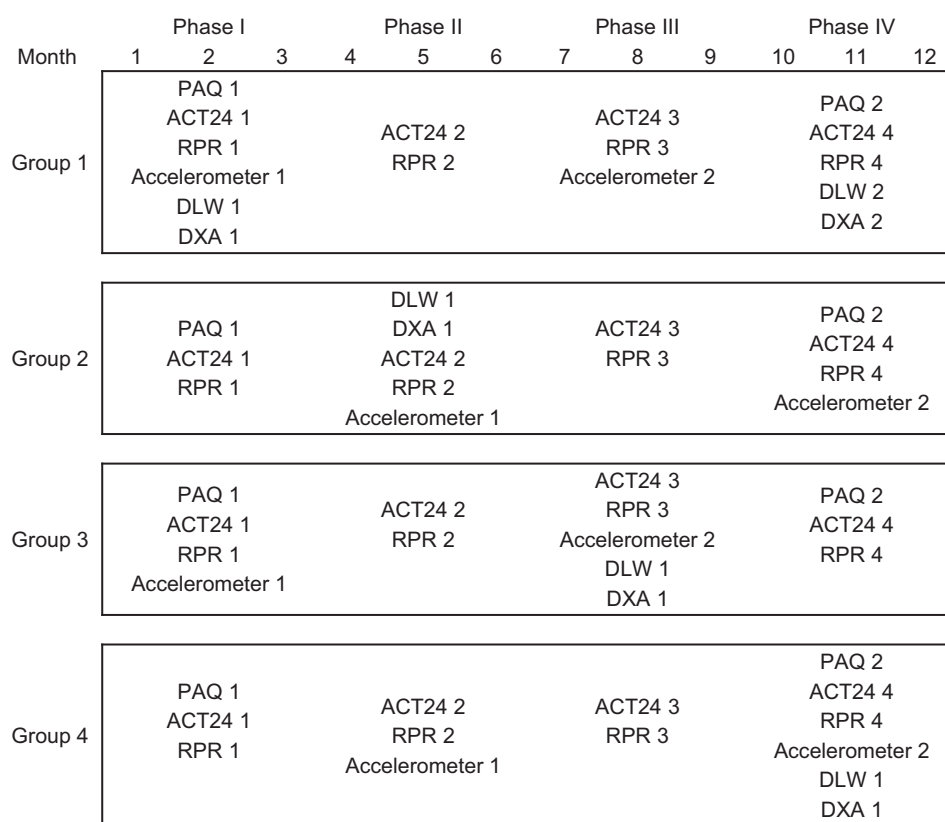 Phase I Phase II Phase III Phase IV
Month 1 2 3 4 5 6 7 8 9 10 11 12
Group 1
PAQ 1
ACT24 1
RPR 1
Accelerometer 1
DLW 1
DXA 1
ACT24 2
RPR 2
ACT24 3
RPR 3
Accelerometer 2
PAQ 2
ACT24 4
RPR 4
DLW 2
DXA 2
Group 2
PAQ 1
ACT24 1
RPR 1
DLW 1
DXA 1
ACT24 2
RPR 2
Accelerometer 1
ACT24 3
RPR 3
PAQ 2
ACT24 4
RPR 4
Accelerometer 2
Group 3
PAQ 1
ACT24 1
RPR 1
Accelerometer 1
ACT24 2
RPR 2
ACT24 3
RPR 3
Accelerometer 2
DLW 1
DXA 1
PAQ 2
ACT24 4
RPR 4
Group 4
PAQ 1
ACT24 1
RPR 1
ACT24 2
RPR 2
Accelerometer 1
ACT24 3
RPR 3
PAQ 2
ACT24 4
RPR 4
Accelerometer 2
DLW 1
DXA 1